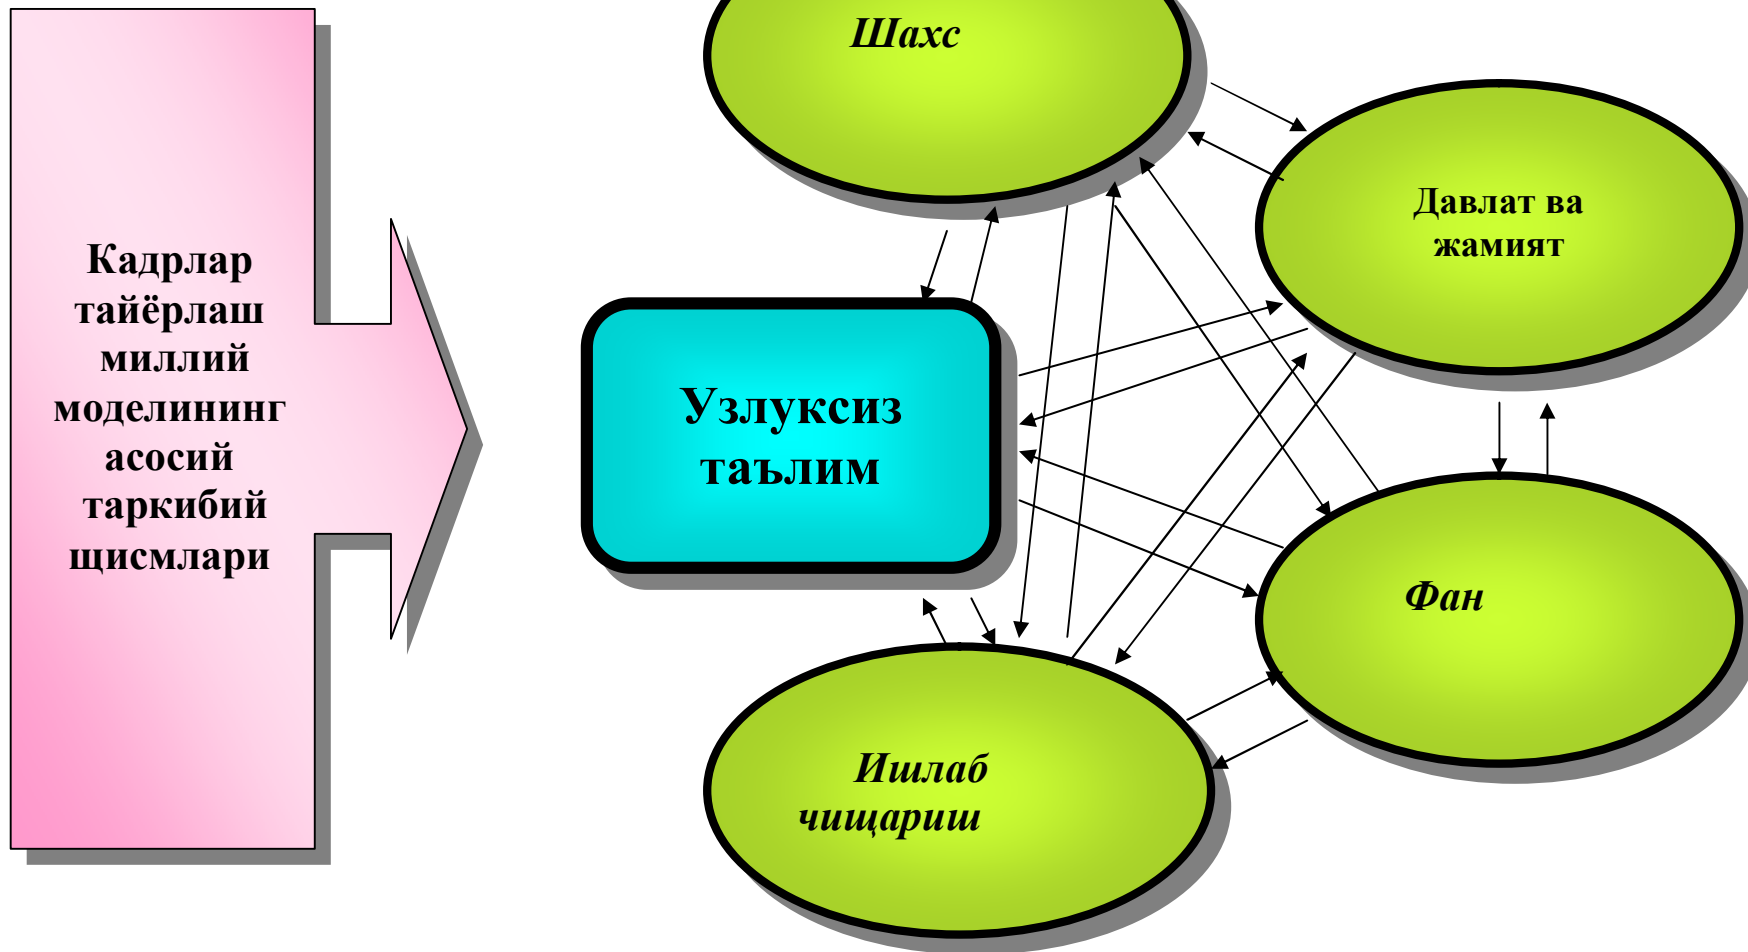 Кадрлар
тайёрлаш
миллий
моделининг
асосий
таркибий
щисмлари
Шахс
Давлат ва
жамият
Узлуксиз
таълим
Фан
Ишлаб
чищариш